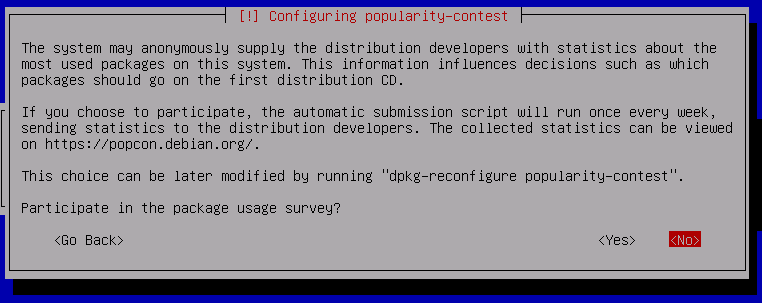 [!] Configuring popularity-contest
The system may anonymously supply the distribution developers with statistics about the
most used packages on this system. This information influences decisions such as which
packages should go on the first distribution CD.
If you choose to participate, the automatic submission script will run once every week,
sending statistics to the distribution developers. The collected statistics can be viewed
on https://popcon.debian.org/.
This choice can be later modified by running "dpkg-reconfigure popularity-contest".
Participate in the package usage survey?
<Go Back> <Yes> <No>